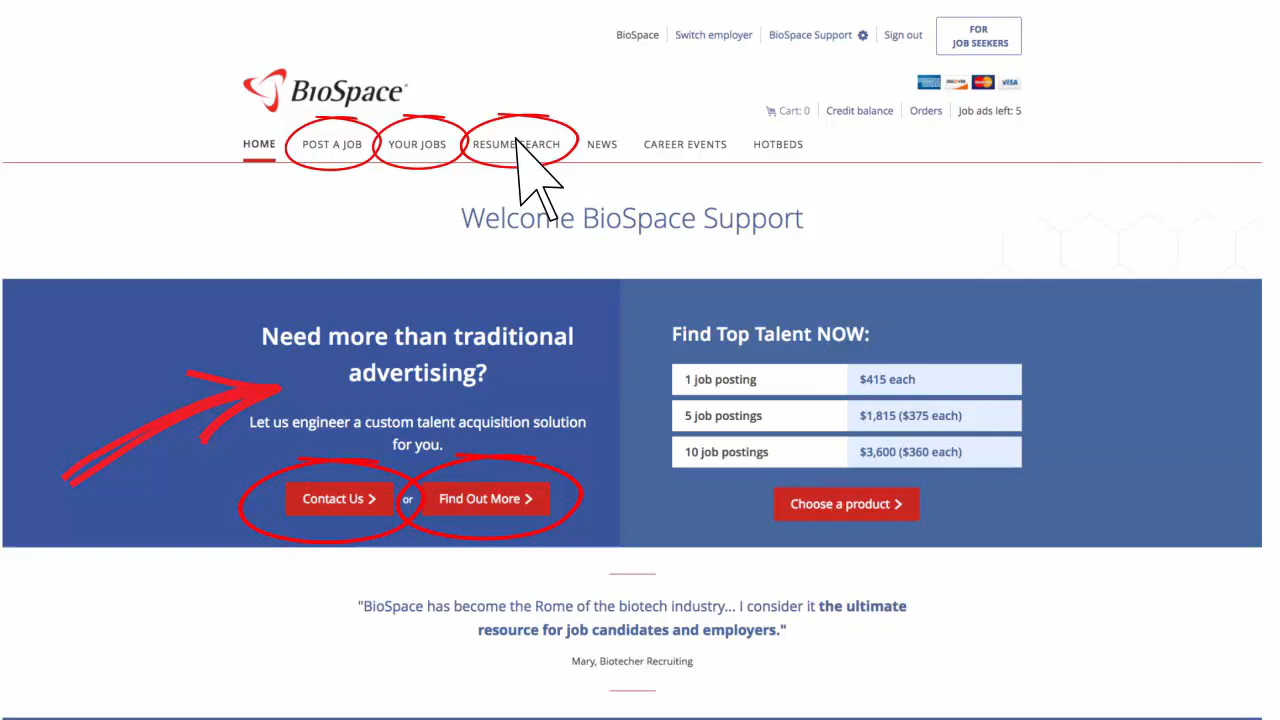 BioSpace Switch employer BioSpace Support Sign out
FOR
JOB SEEKERS
BioSpace
AMERICAN EXPRESS DISCOVER MasterCard VISA
Cart: 0 Credit balance Orders Job ads left: 5
HOME POST A JOB YOUR JOBS RESUME SEARCH NEWS CAREER EVENTS HOTBEDS
Welcome BioSpace Support
Need more than traditional
advertising?
Let us engineer a custom talent acquisition solution
for you.
Contact Us > or Find Out More >
Find Top Talent NOW:
1 job posting $415 each
5 job postings $1,815 ($375 each)
10 job postings $3,600 ($360 each)
Choose a product >
"BioSpace has become the Rome of the biotech industry... I consider it the ultimate
resource for job candidates and employers."
Mary, Biotecher Recruiting